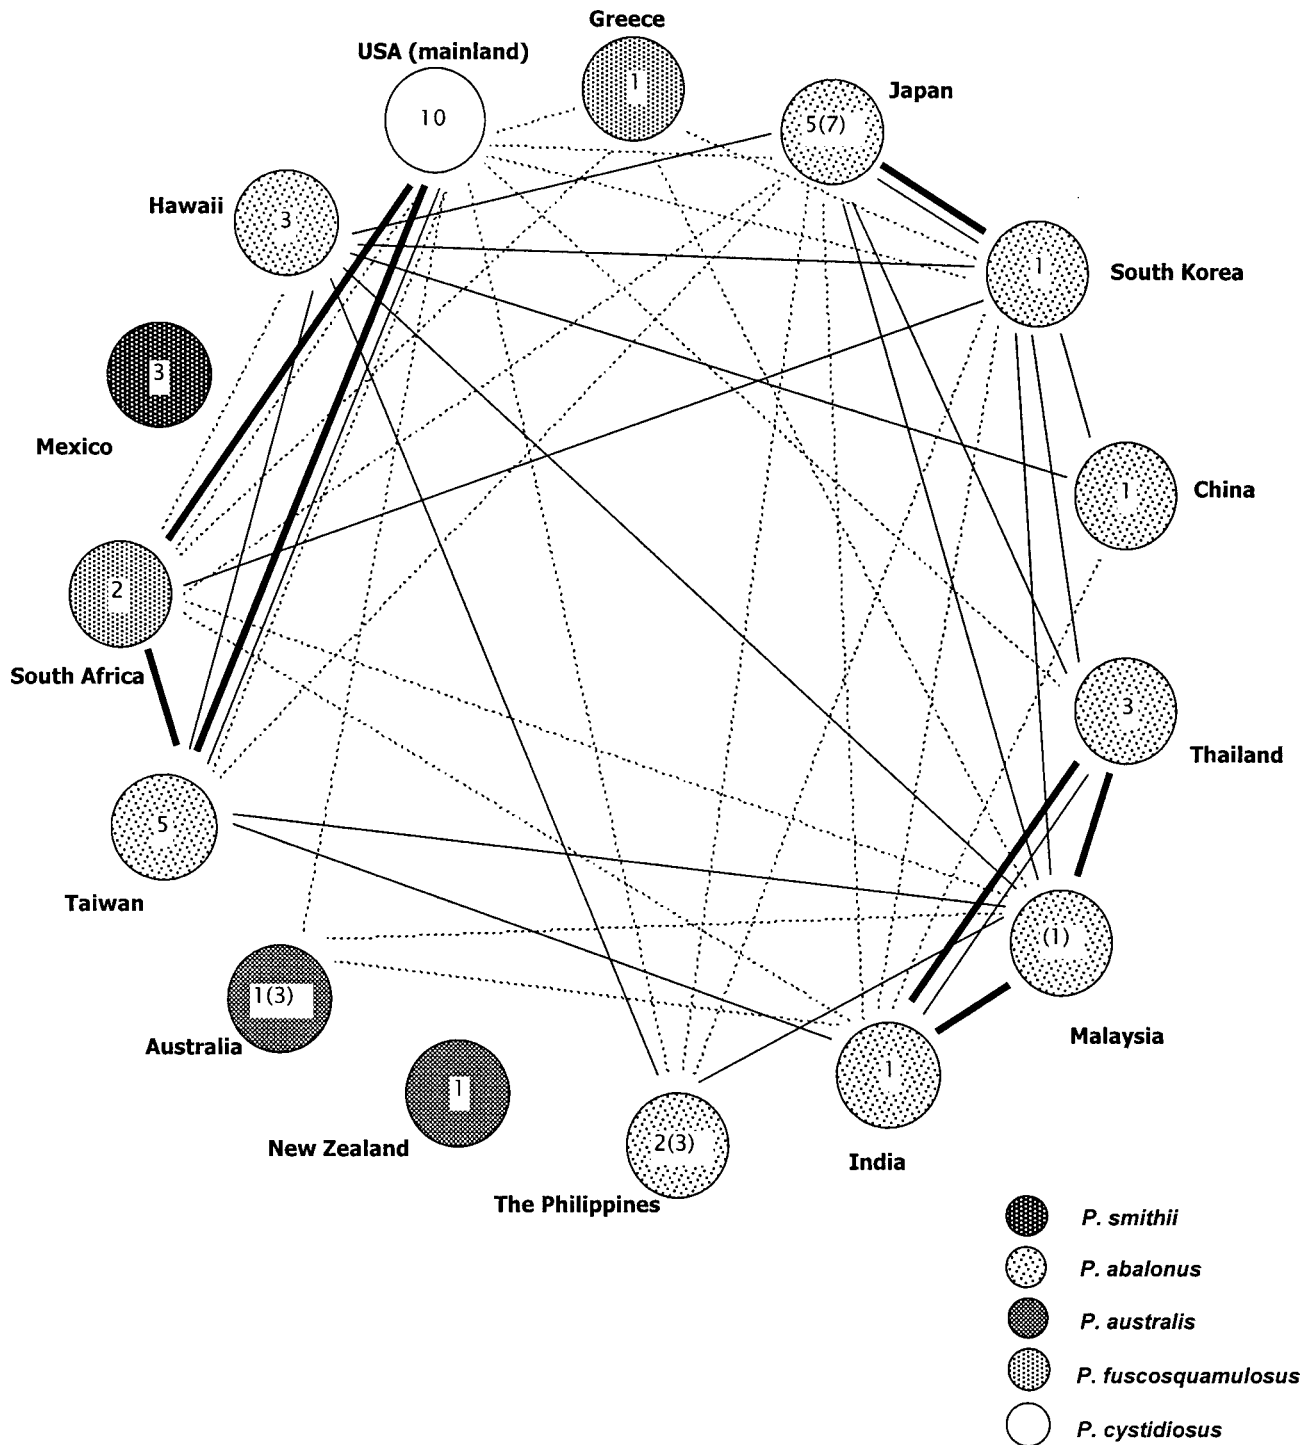 Greece
USA (mainland)
1
Japan
10
5(7)
Hawaii
3
South Korea
1
3
Mexico
China
1
2
South Africa
3
Thailand
5
Taiwan
(1)
1(3)
Australia
Malaysia
1
1
New Zealand
2(3)
India
The Philippines
P. smithii
P. abalonus
P. australis
P. fuscosquamulosus
P. cystidiosus